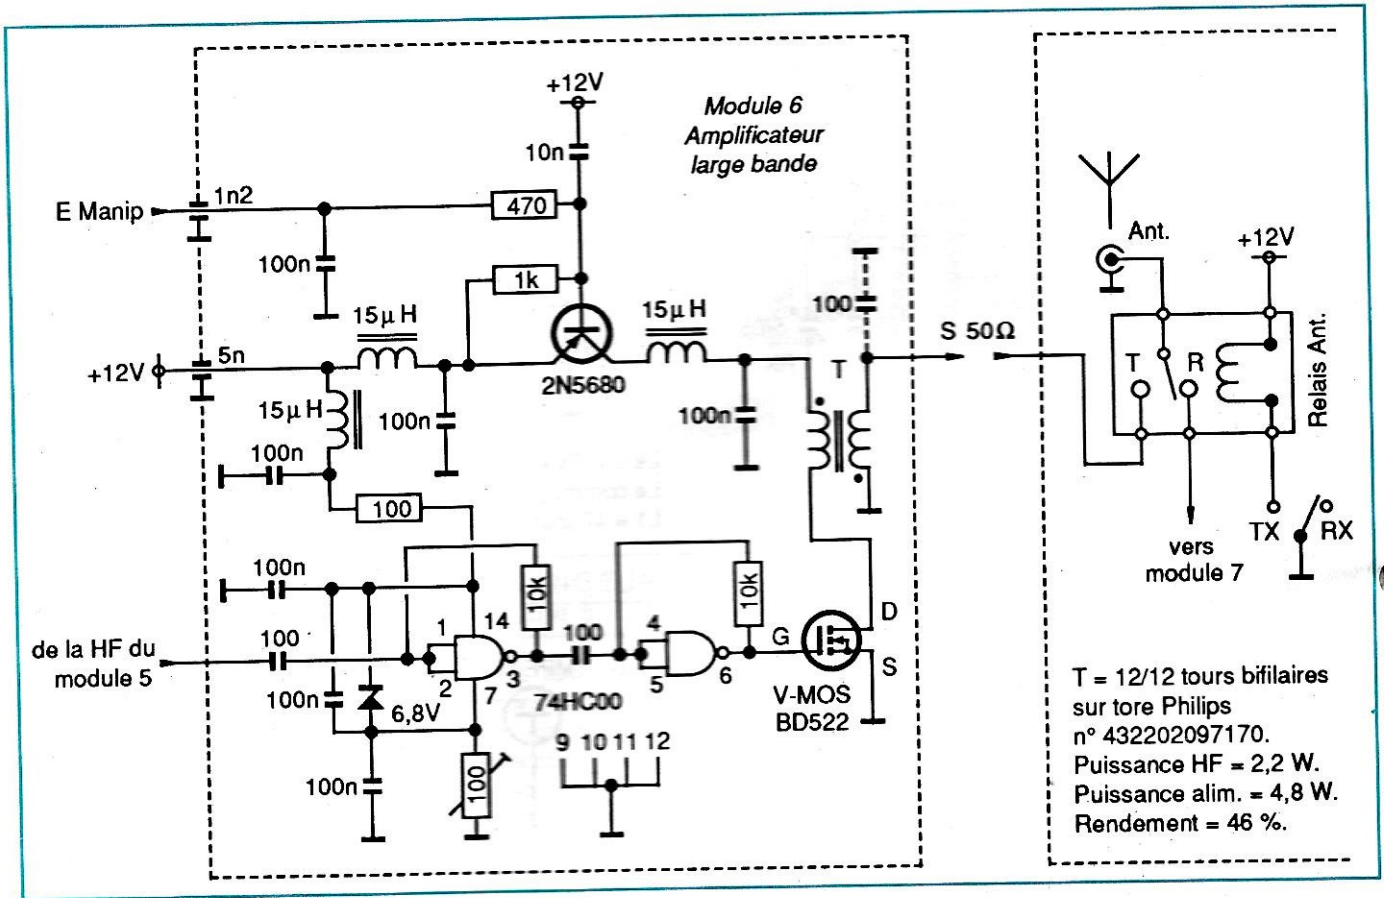 +12V
Module 6
Amplificateur
large bande
10n
E Manip
1n2
470
100n
1k
15µH
15µH
100
Ant.
+12V
+12V
5n
2N5680
S 50Ω
T
T
R
Relais Ant.
15µH
100n
100n
100n
100
TX
RX
vers
module 7
100n
10k
10k
de la HF du
module 5
100
1
14
2
7
3
100
4
5
6
G
D
S
74HC00
V-MOS
BD522
100n
6,8V
9 10 11 12
100n
100
T = 12/12 tours bifilaires
sur tore Philips
n° 432202097170.
Puissance HF = 2,2 W.
Puissance alim. = 4,8 W.
Rendement = 46 %.